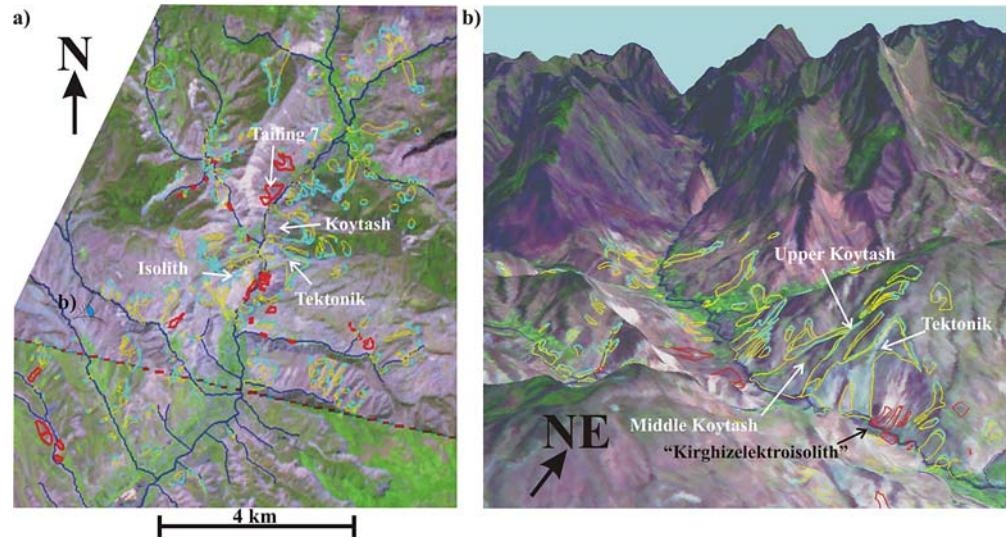 a)
N
Tailing 7
Koytash
Isolith
Tektonik
b)
4 km
b)
Upper Koytash
Tektonik
Middle Koytash
“Kirghizelektroisolith”
NE